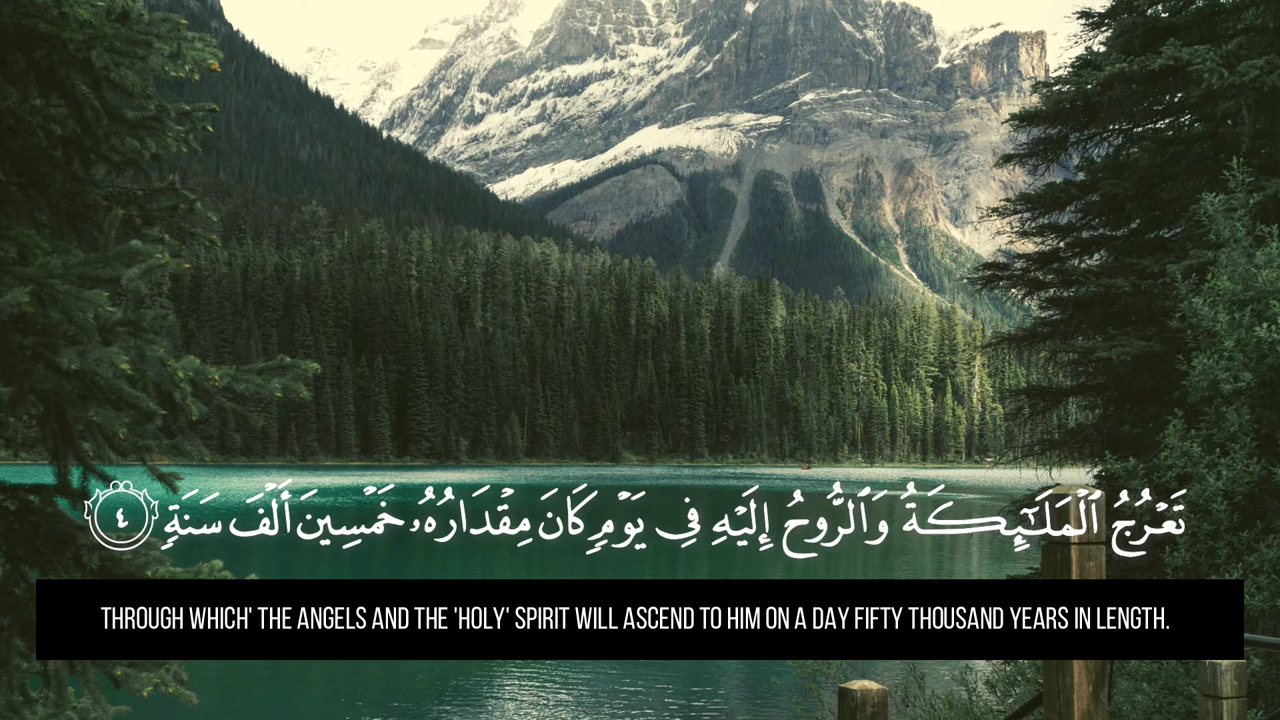 تَعْرُجُ ٱلْمَلَـٰٓئِكَةُ وَٱلرُّوحُ إِلَيْهِ فِى يَوْمٍ كَانَ مِقْدَارُهُۥ خَمْسِينَ أَلْفَ سَنَةٍ ٤
THROUGH WHICH' THE ANGELS AND THE 'HOLY' SPIRIT WILL ASCEND TO HIM ON A DAY FIFTY THOUSAND YEARS IN LENGTH.